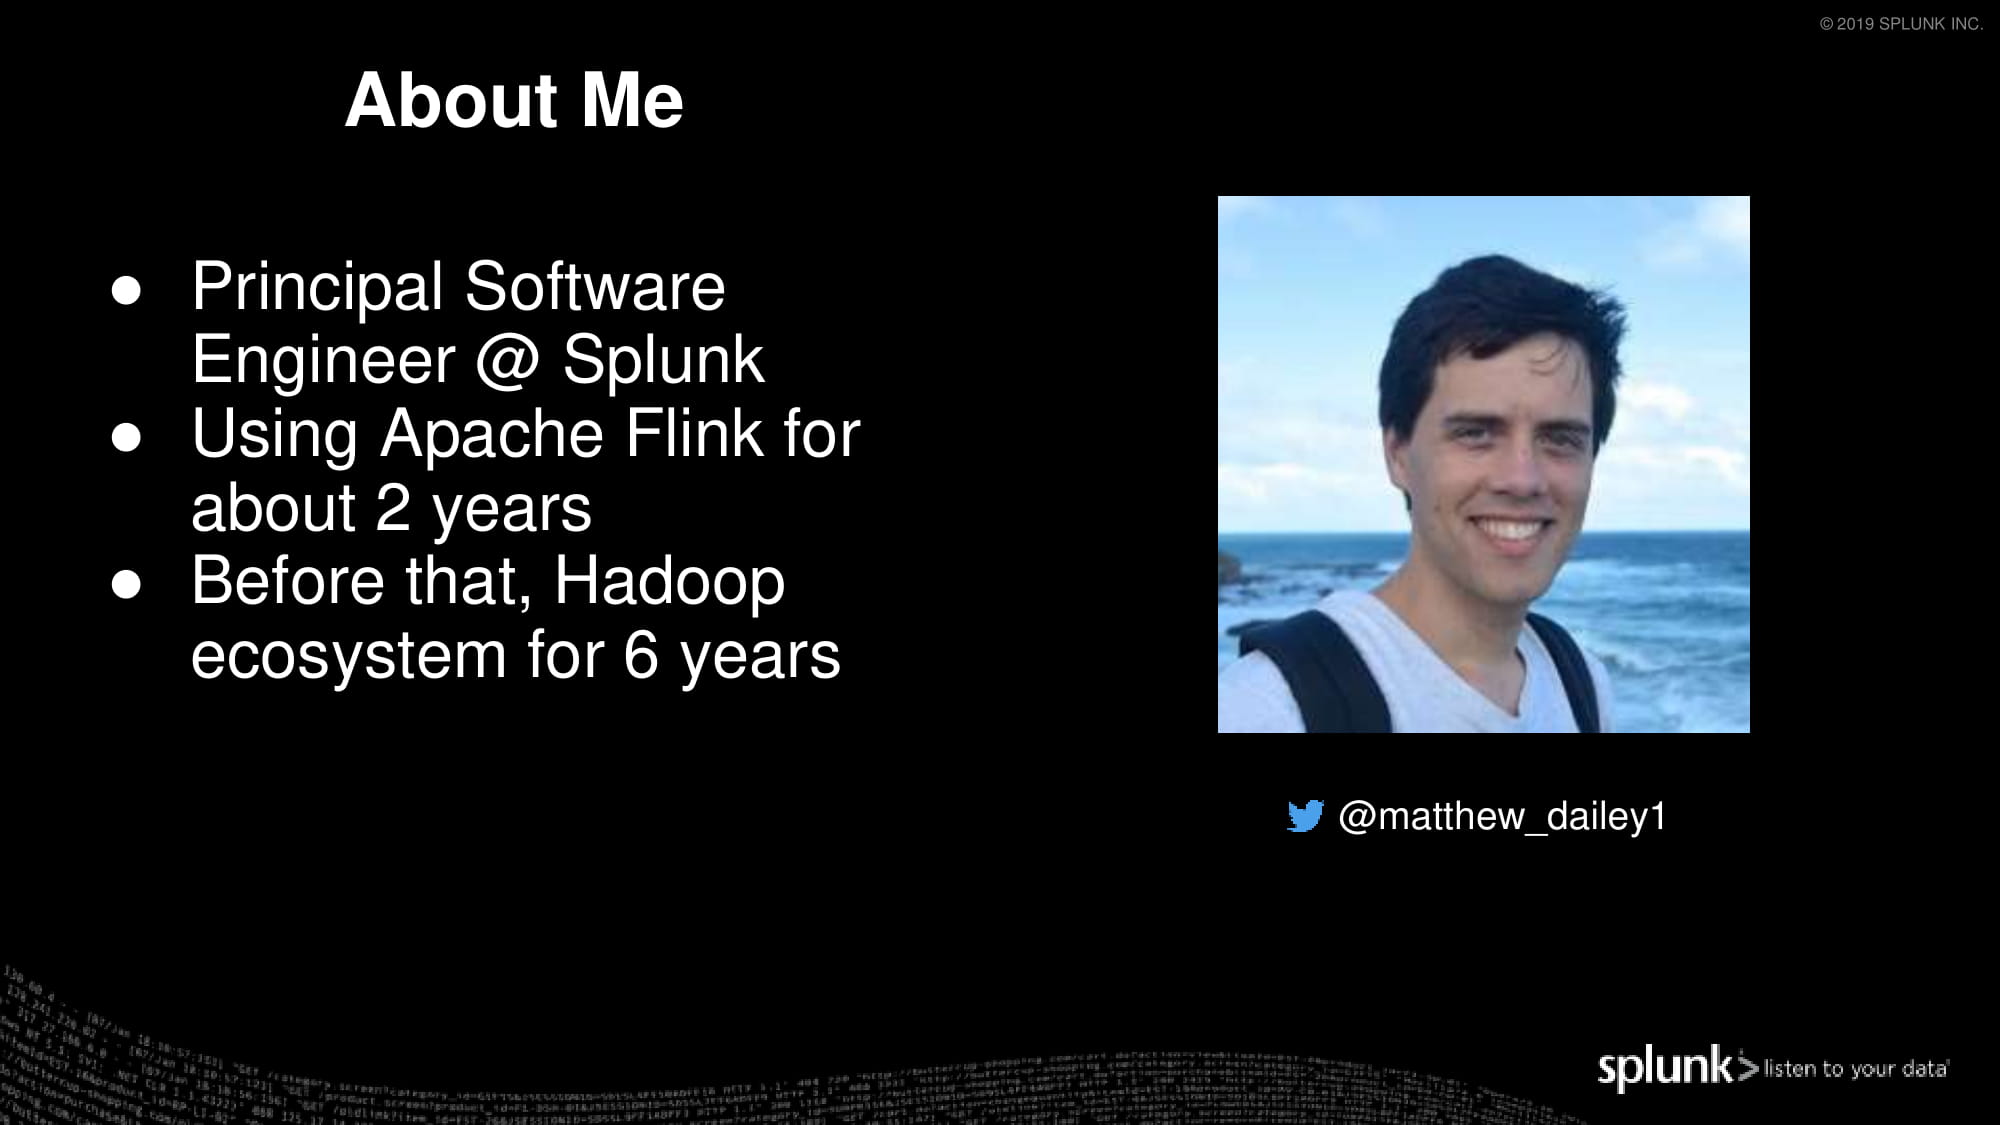 © 2019 SPLUNK INC.
About Me
● Principal Software
Engineer @ Splunk
● Using Apache Flink for
about 2 years
● Before that, Hadoop
ecosystem for 6 years
@matthew_dailey1
splunk> listen to your data